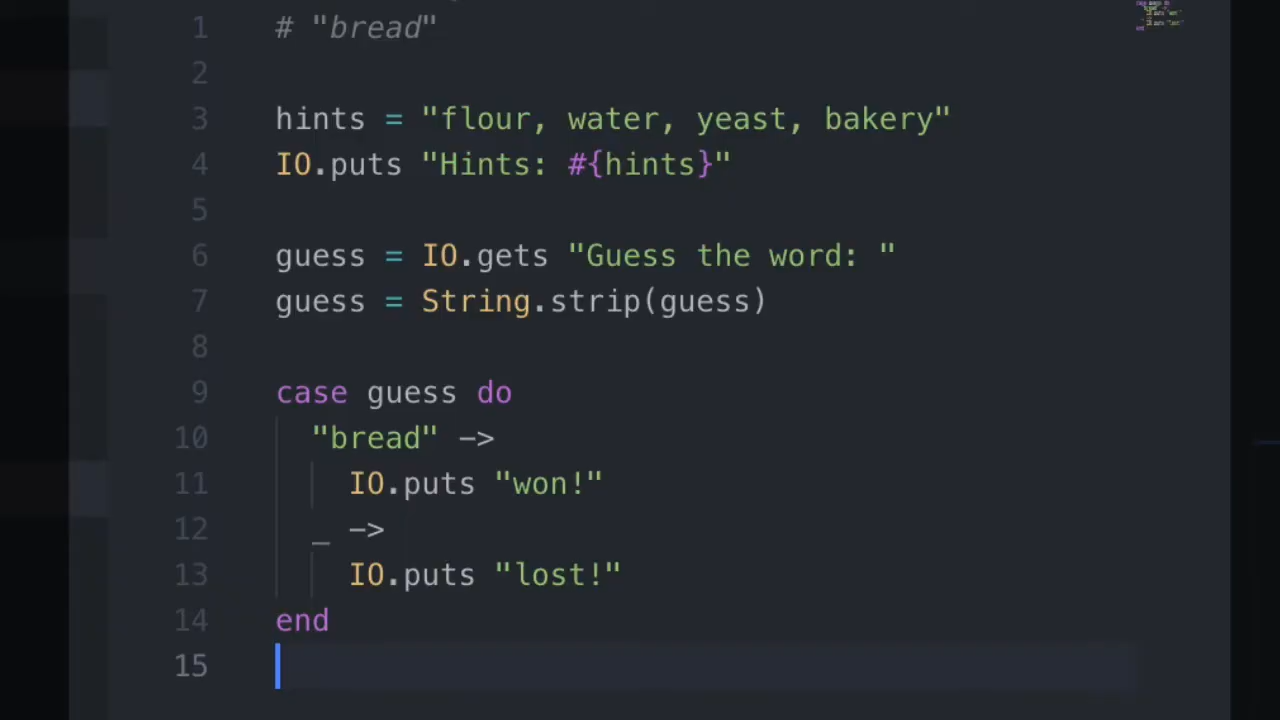 1 # "bread"
2
3 hints = "flour, water, yeast, bakery"
4 IO.puts "Hints: #{hints}"
5
6 guess = IO.gets "Guess the word: "
7 guess = String.strip(guess)
8
9 case guess do
10   "bread" ->
11     IO.puts "won!"
12   _ ->
13     IO.puts "lost!"
14 end
15